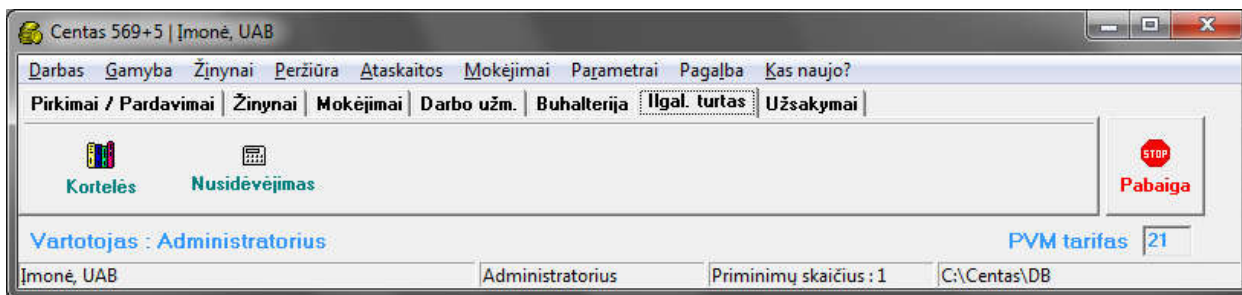 Centas 569+5 | Įmonė, UAB
Darbas Gamyba Žinynai Peržiūra Ataskaitos Mokėjimai Parametrai Pagalba Kas naujo?
Pirkimai / Pardavimai Žinynai Mokėjimai Darbo užm. Buhalterija Ilgal. turtas Užsakymai
Kortelės Nusidėvėjimas STOP Pabaiga
Vartotojas : Administratorius PVM tarifas 21
Įmonė, UAB Administratorius Priminimų skaičius : 1 C:\Centas\DB